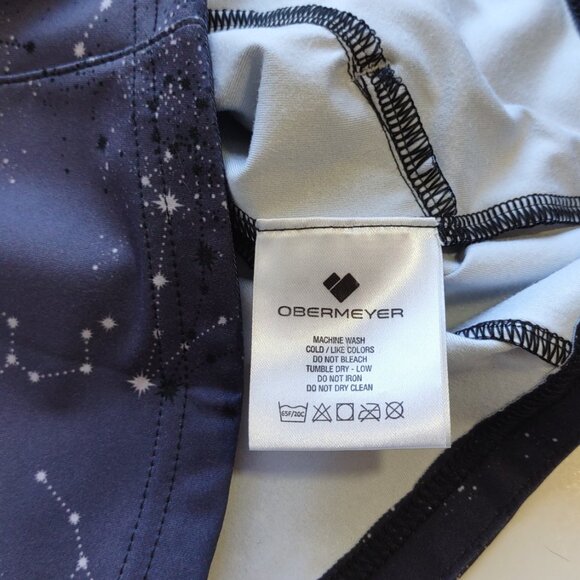 OBERMEYER
MACHINE WASH
COLD / LIKE COLORS
DO NOT BLEACH
TUMBLE DRY - LOW
DO NOT IRON
DO NOT DRY CLEAN
65F/20C